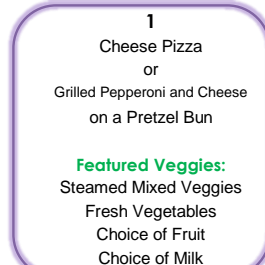 1
Cheese Pizza
or
Grilled Pepperoni and Cheese
on a Pretzel Bun
Featured Veggies:
Steamed Mixed Veggies
Fresh Vegetables
Choice of Fruit
Choice of Milk